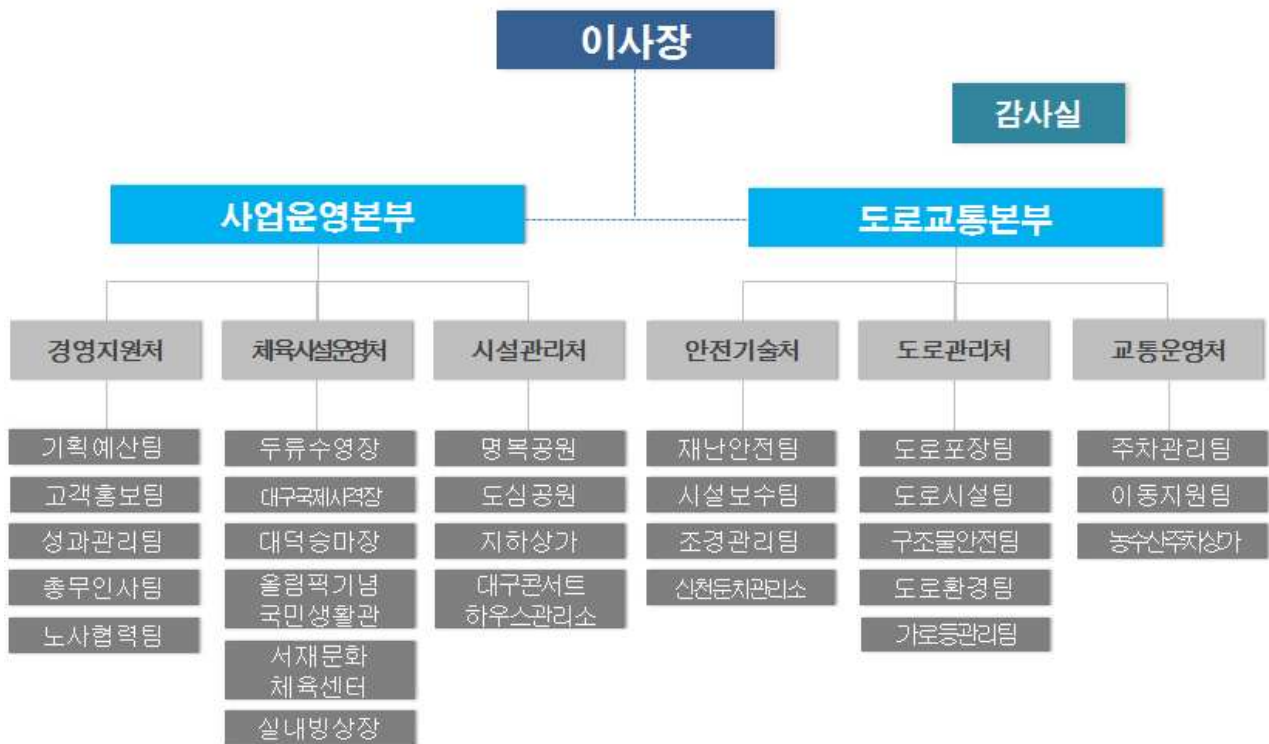 이사장
감사실
사업운영본부
도로교통본부
경영지원처
체육시설운영처
시설관리처
안전기술처
도로관리처
교통운영처
기획예산팀
고객홍보팀
성과관리팀
총무인사팀
노사협력팀
두류수영장
대구국제사격장
대덕승마장
올림픽기념
국민생활관
서재문화
체육센터
실내빙상장
명복공원
도심공원
지하상가
대구콘서트
하우스관리소
재난안전팀
시설보수팀
조경관리팀
신천둔치관리소
도로포장팀
도로시설팀
구조물안전팀
도로환경팀
가로등관리팀
주차관리팀
이동지원팀
농수산주차상가